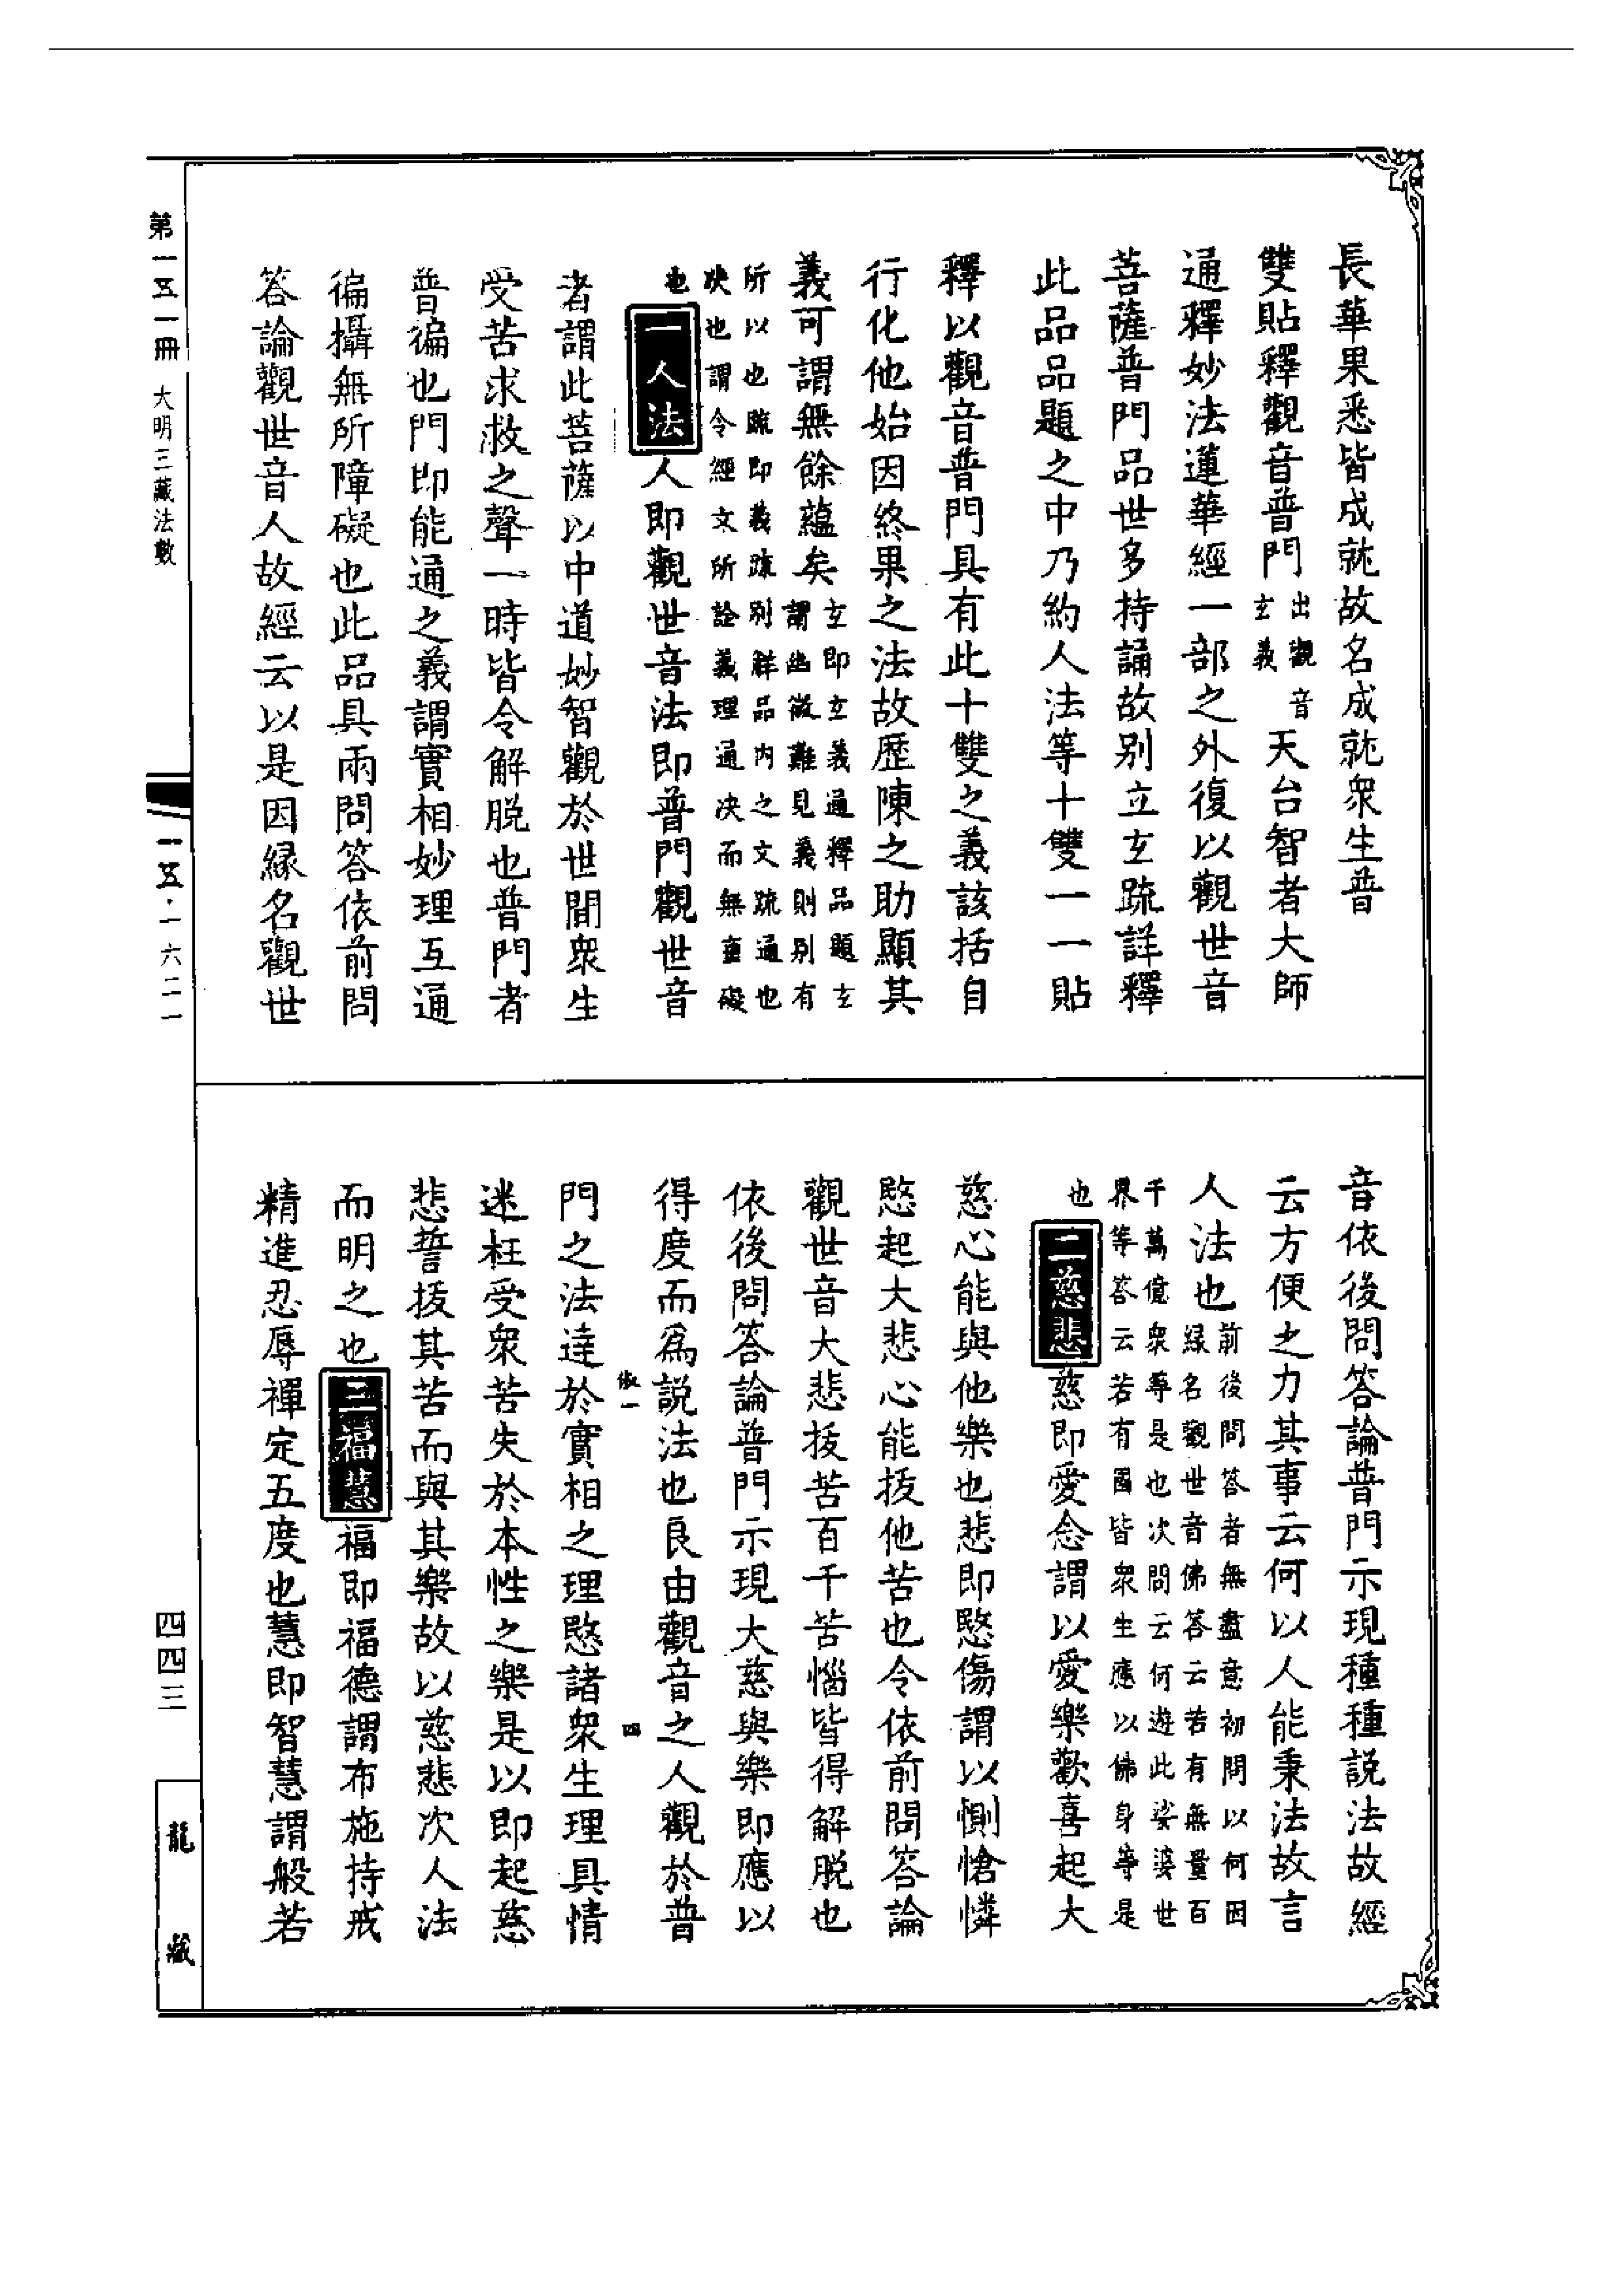 長華果悉皆成就故名成就衆生普
雙貼釋觀音普門出觀音玄義天台智者大師
通釋妙法蓮華經一部之外復以觀世音
菩薩普門品世多持誦故别立玄疏詳釋
此品品題之中乃約人法等十雙一一貼
釋以觀音普門具有此十雙之義該括自
行化他始因終果之法故歷陳之助顯其
義可謂無餘蘊矣玄即玄義通釋品題玄謂幽微難見義則别有
所以也疏即義疏别解品内之文疏通也决也謂令經文所詮義理通决而無壅礙
也一人法人即觀世音法即普門觀世音
者謂此菩薩以中道妙智觀於世間衆生
受苦求救之聲一時皆令解脱也普門者
普徧也門即能通之義謂實相妙理互通
徧攝無所障礙也此品具兩問答依前問
答論觀世音人故經云以是因縁名觀世
音依後問答論普門示現種種説法故經
云方便之力其事云何以人能秉法故言
人法也前後問答者無盡意初問以何因縁名觀世音佛答云若有無量百
千萬億衆等是也次問云何遊此娑婆世界等答云若有國皆衆生應以佛身等是
也二慈悲慈即愛念謂以愛樂歡喜起大
慈心能與他樂也悲即愍傷謂以惻愴憐
愍起大悲心能拔他苦也令依前問答論
觀世音大悲拔苦百千苦惱皆得解脱也
依後問答論普門示現大慈與樂即應以
得度而爲説法也良由觀音之人觀於普
門之法達於實相之理愍諸衆生理具情
迷枉受衆苦失於本性之樂是以即起慈
悲誓拔其苦而與其樂故以慈悲次人法
而明之也三福慧福即福德謂布施持戒
精進忍辱禪定五度也慧即智慧謂般若
第一五一冊 大明三藏法數
一五·一六二一
四四三
龍藏